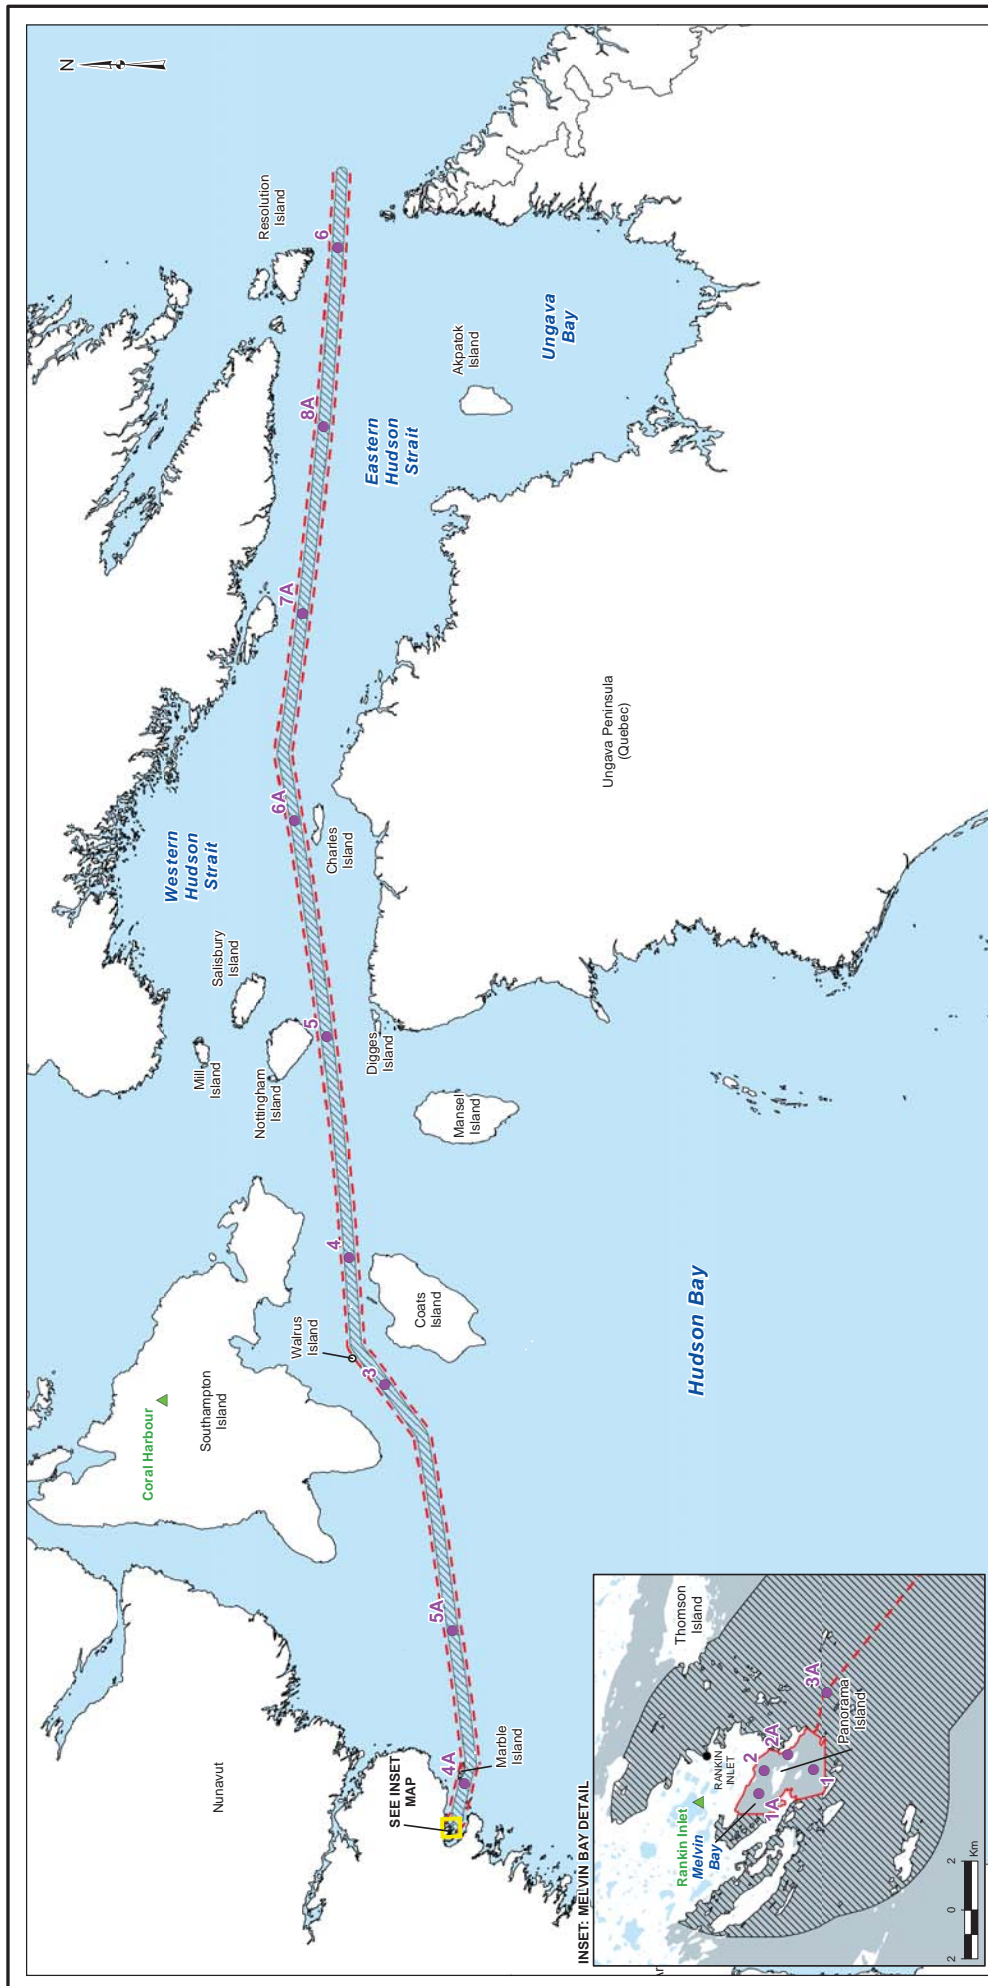 N
Resolution
Island
6
8A
7A
6A
5
4
3
5A
4A
Eastern
Hudson
Strait
Akpatok
Island
Ungava
Bay
Western
Hudson
Strait
Charles
Island
Ungava Peninsula
(Quebec)
Salisbury
Island
Mill
Island
Nottingham
Island
Digges
Island
Mansel
Island
Coats
Island
Walrus
Island
Coral Harbour
Southampton
Island
Hudson Bay
Nunavut
Marble
Island
SEE INSET
MAP
INSET: MELVIN BAY DETAIL
Thomson
Island
3A
Panorama
Island
RANKIN
INLET
2
2A
1
1A
Rankin Inlet
Melvin
Bay
2
0
2
Km